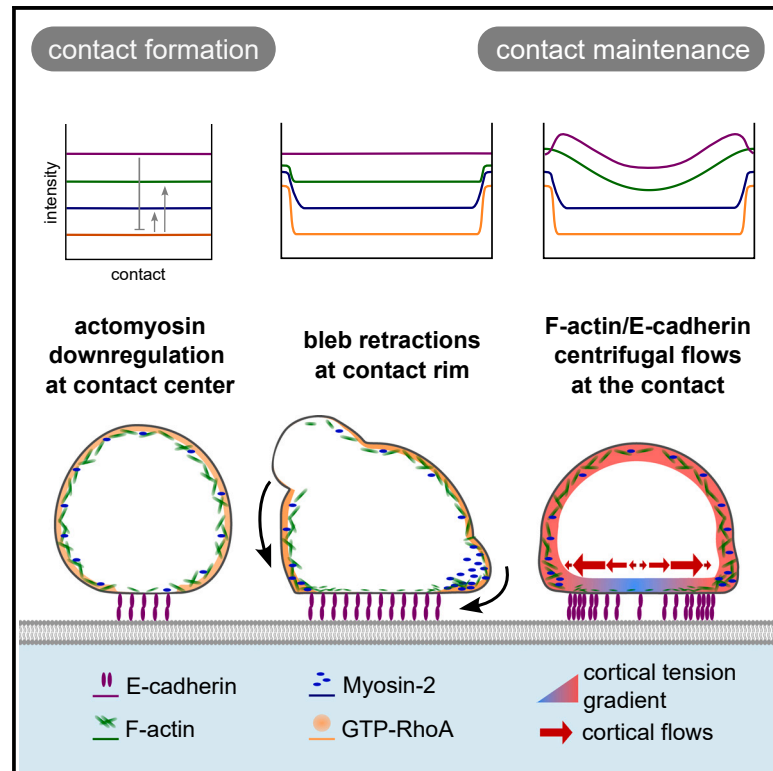 contact formation
contact maintenance
intensity
contact
actomyosin
downregulation
at contact center
bleb retractions
at contact rim
F-actin/E-cadherin
centrifugal flows
at the contact
E-cadherin
Myosin-2
cortical tension
gradient
F-actin
GTP-RhoA
cortical flows